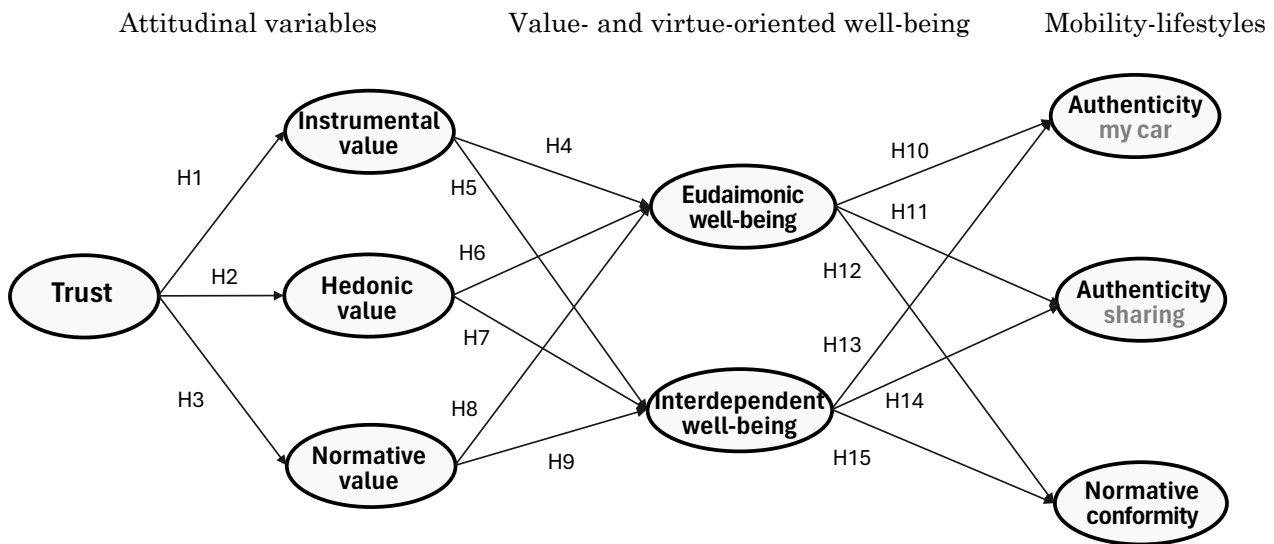 Attitudinal variables
Value- and virtue-oriented well-being
Mobility-lifestyles
Trust
H1
H2
H3
Instrumental
value
Hedonic
value
Normative
value
H4
H5
H6
H7
H8
H9
Eudaimonic
well-being
Interdependent
well-being
H10
H11
H12
H13
H14
H15
Authenticity
my car
Authenticity
sharing
Normative
conformity